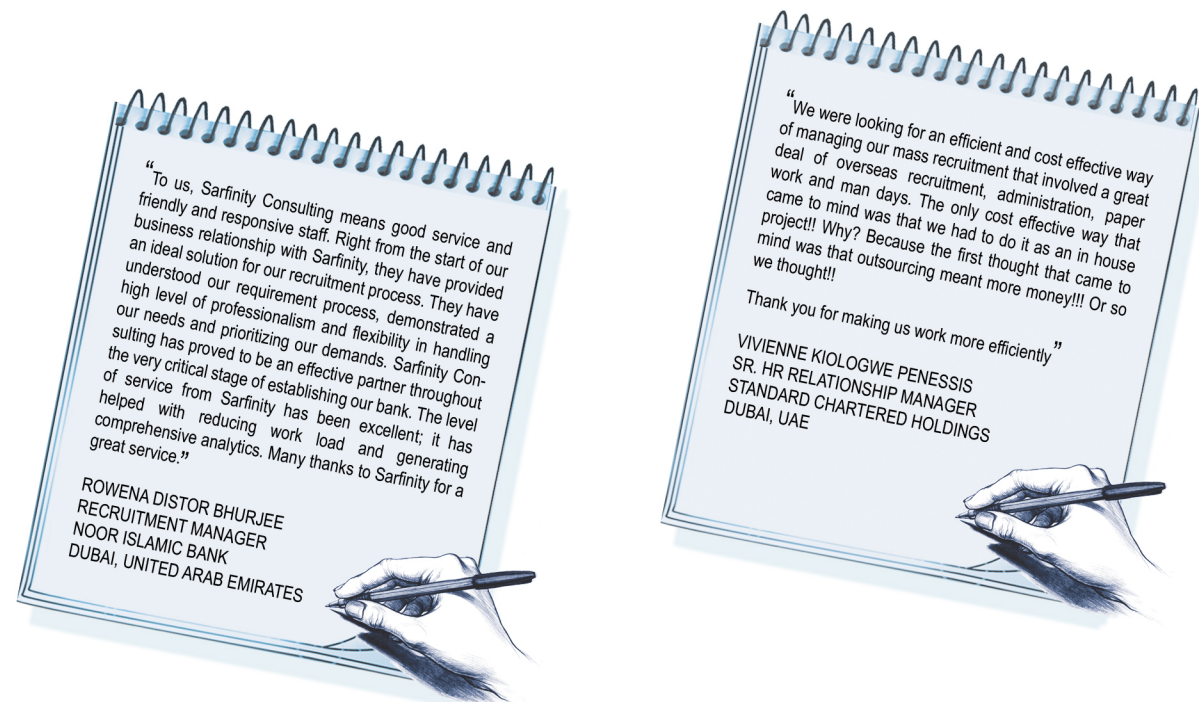 “To us, Sarfinity Consulting means good service and
friendly and responsive staff. Right from the start of our
business relationship with Sarfinity, they have provided
an ideal solution for our recruitment process. They have
understood our requirement process, demonstrated a
high level of professionalism and flexibility in handling
our needs and prioritizing our demands. Sarfinity Con-
sulting has proved to be an effective partner throughout
the very critical stage of establishing our bank. The level
of service from Sarfinity has been excellent; it has
helped with reducing work load and generating
comprehensive analytics. Many thanks to Sarfinity for a
great service.”
ROWENA DISTOR BHURJEE
RECRUITMENT MANAGER
NOOR ISLAMIC BANK
DUBAI, UNITED ARAB EMIRATES
“We were looking for an efficient and cost effective way
of managing our mass recruitment that involved a great
deal of overseas recruitment, administration, paper
work and man days. The only cost effective way that
came to mind was that we had to do it as an in house
project!! Why? Because the first thought that came to
mind was that outsourcing meant more money!!! Or so
we thought!!
Thank you for making us work more efficiently”
VIVIENNE KIOLOGWE PENESSIS
SR. HR RELATIONSHIP MANAGER
STANDARD CHARTERED HOLDINGS
DUBAI, UAE